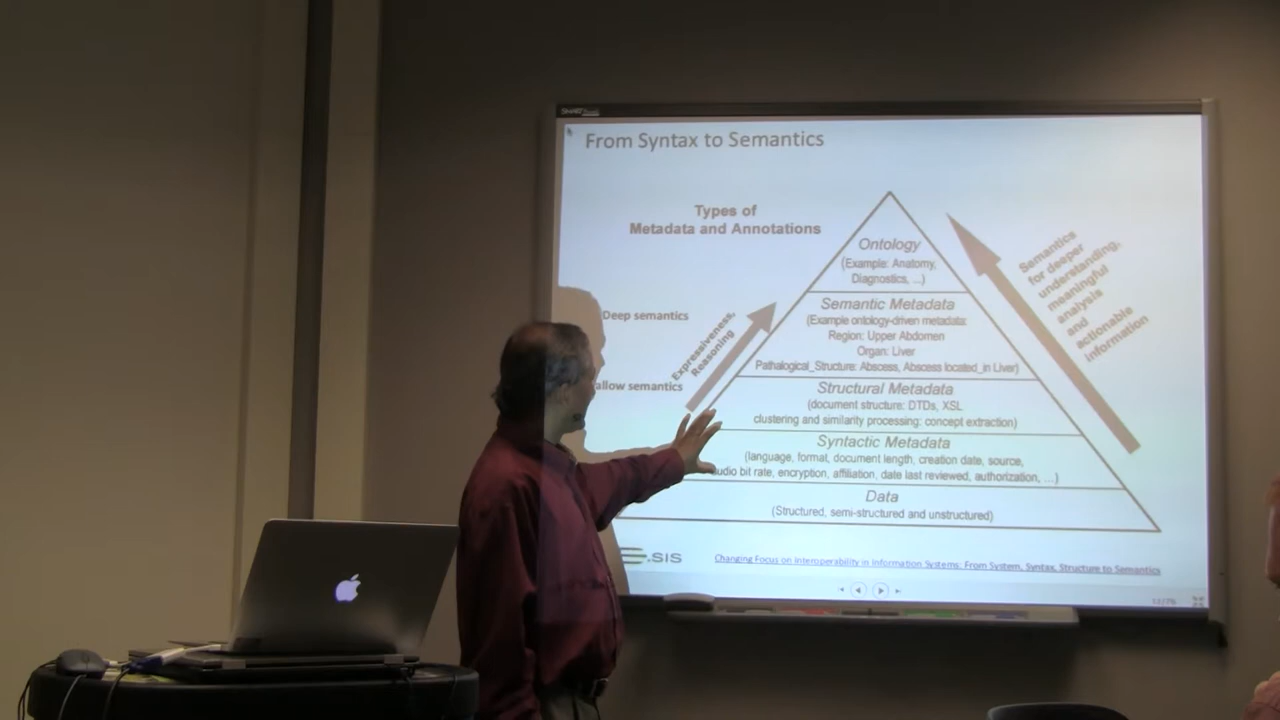 From Syntax to Semantics
Types of
Metadata and Annotations
Ontology
(Example: Anatomy,
Diagnostics, ...)
Semantic Metadata
(Example ontology-driven metadata:
Region: Upper Abdomen
Organ: Liver
Pathalogical_Structure: Abscess, Abscess located_in Liver)
Structural Metadata
(document structure: DTDs, XSL
clustering and similarity processing: concept extraction)
Syntactic Metadata
(language, format, document length, creation date, source,
udio bit rate, encryption, affiliation, date last reviewed, authorization, ...)
Data
(Structured, semi-structured and unstructured)
Deep semantics
allow semantics
Expressiveness,
Reasoning
Semantics
for deeper
understanding,
meaningful
analysis
and
actionable
information
.SIS
Changing Focus on Interoperability in Information Systems: From System, Syntax, Structure to Semantics